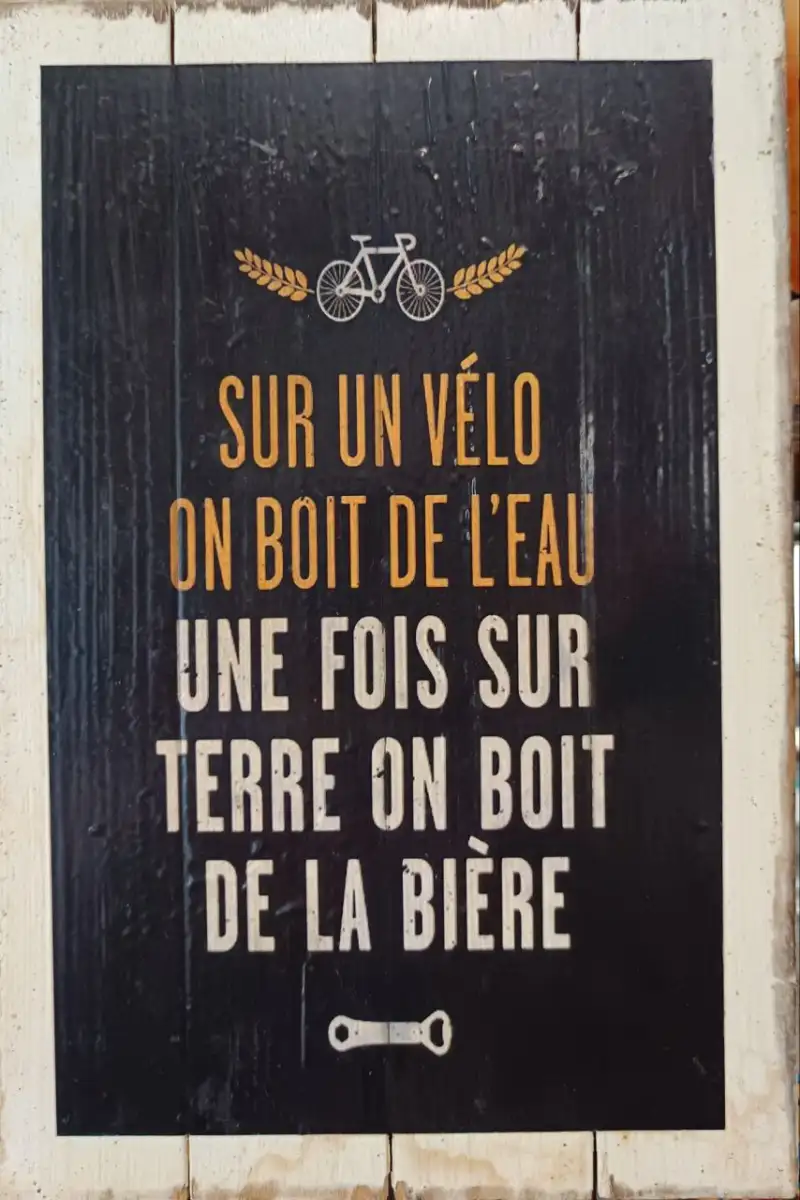 SUR UN VÉLO
ON BOIT DE L'EAU
UNE FOIS SUR
TERRE ON BOIT
DE LA BIÈRE